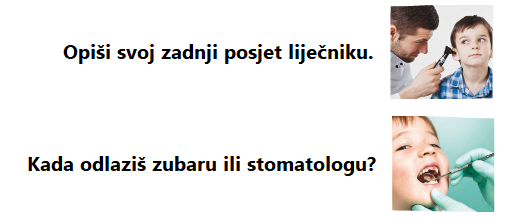 Opiši svoj zadnji posjet liječniku.
Kada odlaziš zubaru ili stomatologu?